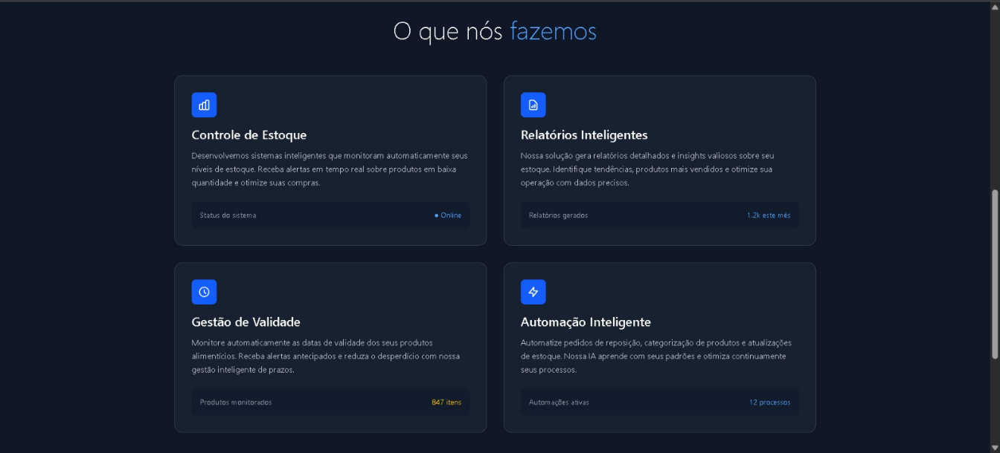 O que nós fazemos
Controle de Estoque
Desenvolvemos sistemas inteligentes que monitoram automaticamente seus
níveis de estoque. Receba alertas em tempo real sobre produtos em baixa
quantidade e otimize suas compras.
Status do sistema
• Online
Relatórios Inteligentes
Nossa solução gera relatórios detalhados e insights valiosos sobre seu
estoque. Identifique tendências, produtos mais vendidos e otimize sua
operação com dados precisos.
Relatórios gerados
1.2k este mês
Gestão de Validade
Monitore automaticamente as datas de validade dos seus produtos
alimentícios. Receba alertas antecipados e reduza o desperdício com nossa
gestão inteligente de prazos.
Produtos monitorados
847 itens
Automação Inteligente
Automatize pedidos de reposição, categorização de produtos e atualizações
de estoque. Nossa IA aprende com seus padrões e otimiza continuamente
seus processos.
Automações ativas
12 processos